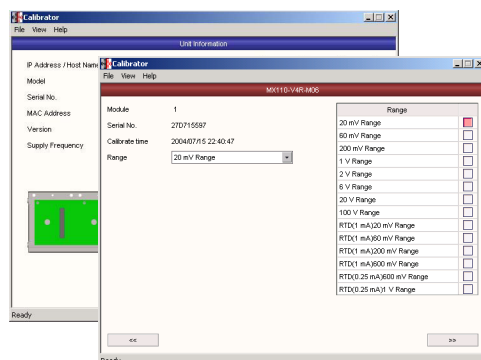 Calibrator
File View Help
Unit Information
IP Address / Host Name
Model
Serial No.
MAC Address
Version
Supply Frequency
Ready
Calibrator
File View Help
MX110-V4R-M06
Module 1
Serial No. 27D715597
Calibrate time 2004/07/15 22:40:47
Range 20 mV Range
Range
20 mV Range
60 mV Range
200 mV Range
1 V Range
2 V Range
6 V Range
20 V Range
100 V Range
RTD(1 mA)20 mV Range
RTD(1 mA)60 mV Range
RTD(1 mA)200 mV Range
RTD(1 mA)600 mV Range
RTD(0.25 mA)600 mV Range
RTD(0.25 mA)1 V Range
<< >>
Ready